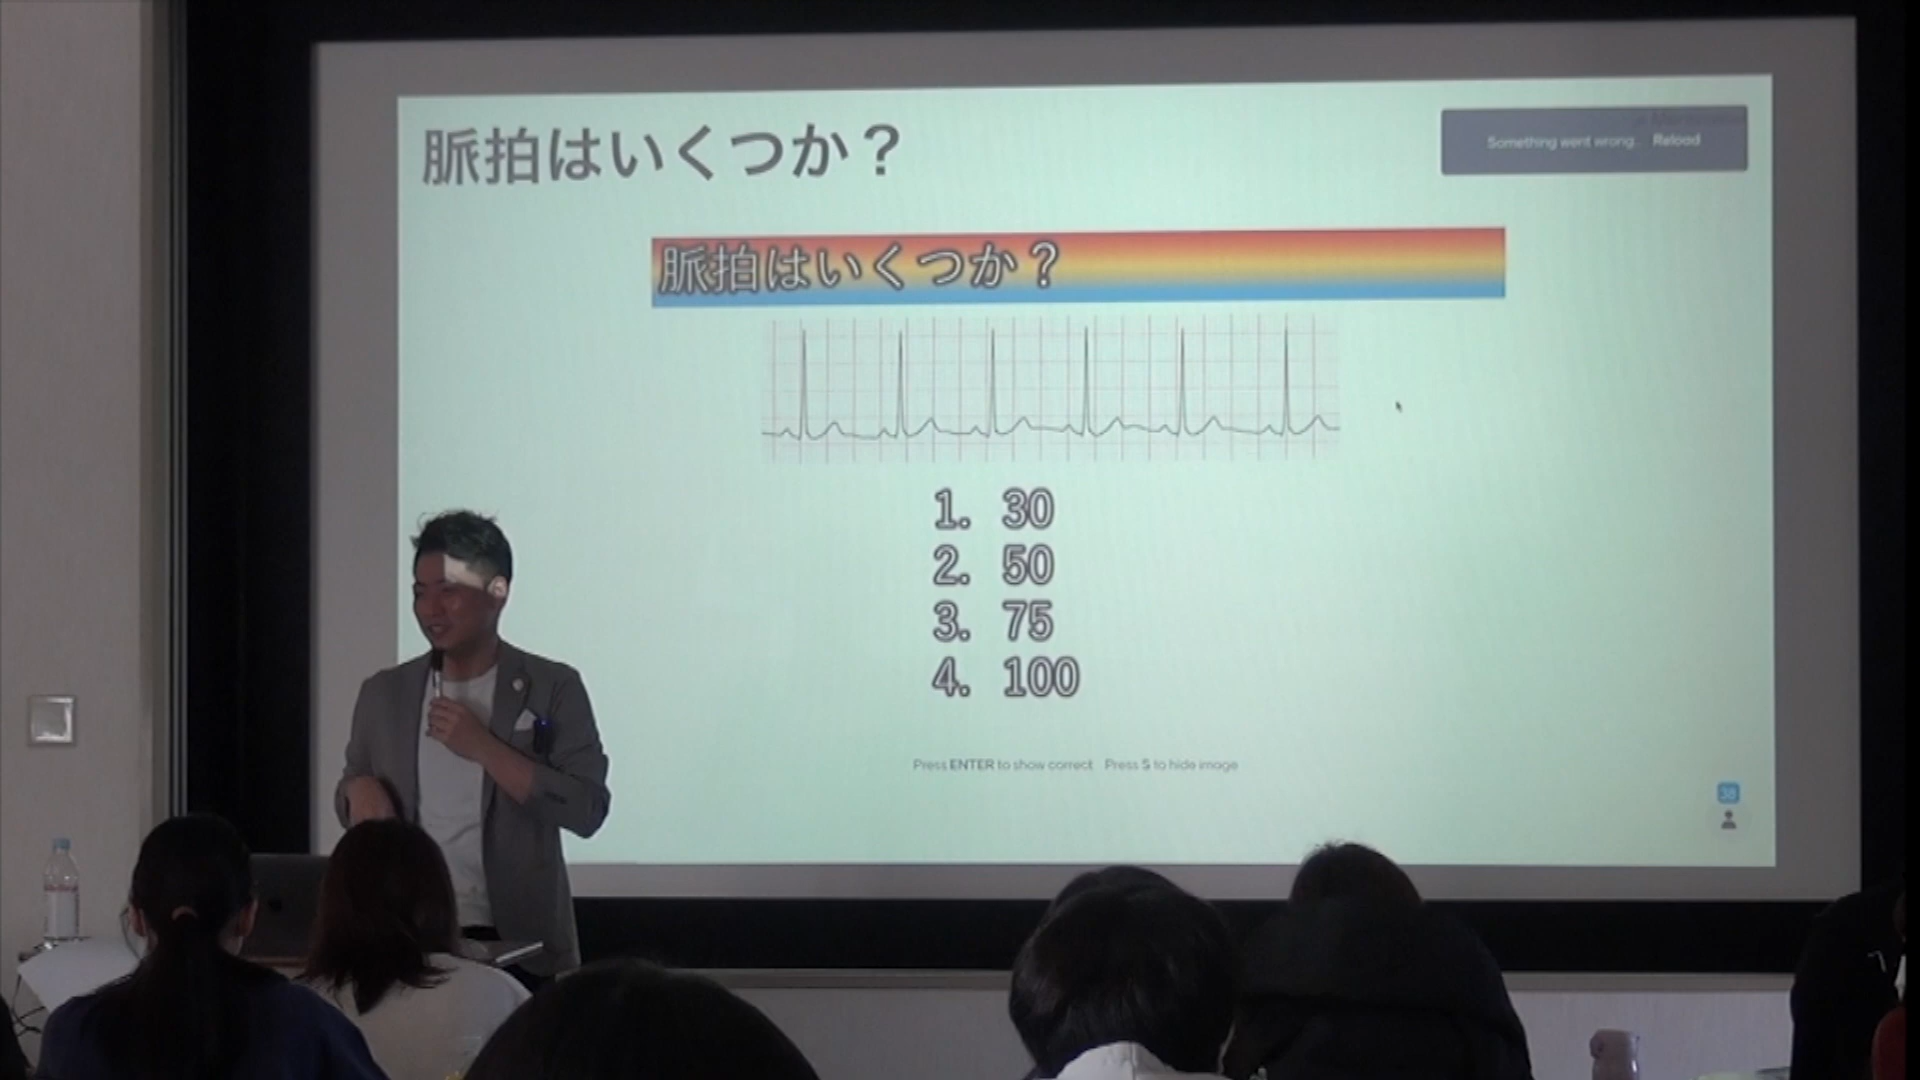 脈拍はいくつか？
Something went wrong. Reload
脈拍はいくつか？
1. 30
2. 50
3. 75
4. 100
Press ENTER to show correct Press S to hide image
38